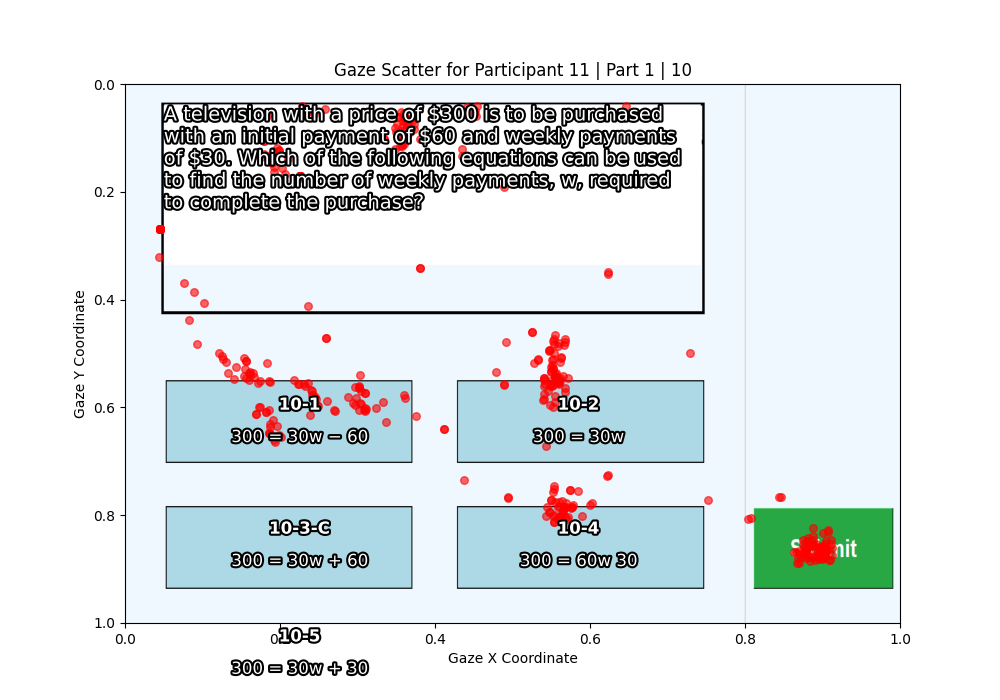 Gaze Scatter for Participant 11 | Part 1 | 10
0.0
A television with a price of $300 is to be purchased
with an initial payment of $60 and weekly payments
of $30. Which of the following equations can be used
to find the number of weekly payments, w, required
to complete the purchase?
0.2
0.4
Gaze Y Coordinate
0.6
10-1
300 = 30w − 60
10-2
300 = 30w
0.8
10-3-C
300 = 30w + 60
10-4
300 = 60w 30
Submit
1.0
0.0
0.2
0.4
0.6
0.8
1.0
10-5
300 = 30w + 30
Gaze X Coordinate